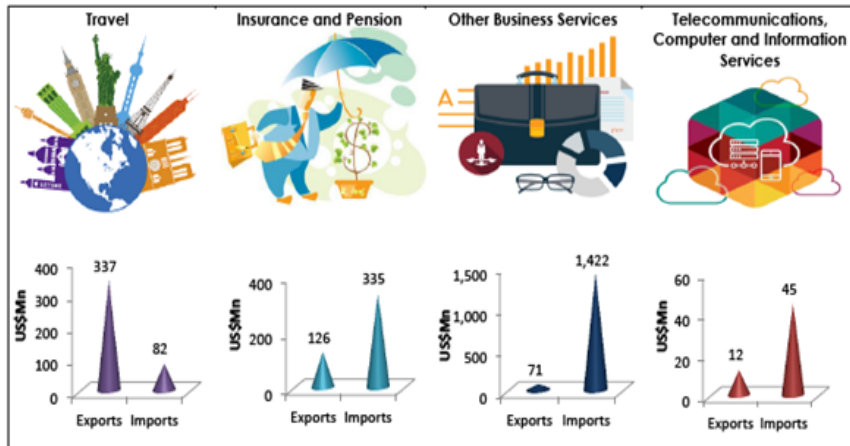 Travel
Insurance and Pension
Other Business Services
Telecommunications,
Computer and Information
Services
A
US$Mn
400
300
200
100
0
337
82
Exports Imports
US$Mn
400
200
0
126
335
Exports Imports
US$Mn
1,500
1,000
500
0
71
1,422
Exports Imports
US$Mn
60
40
20
0
12
45
Exports Imports